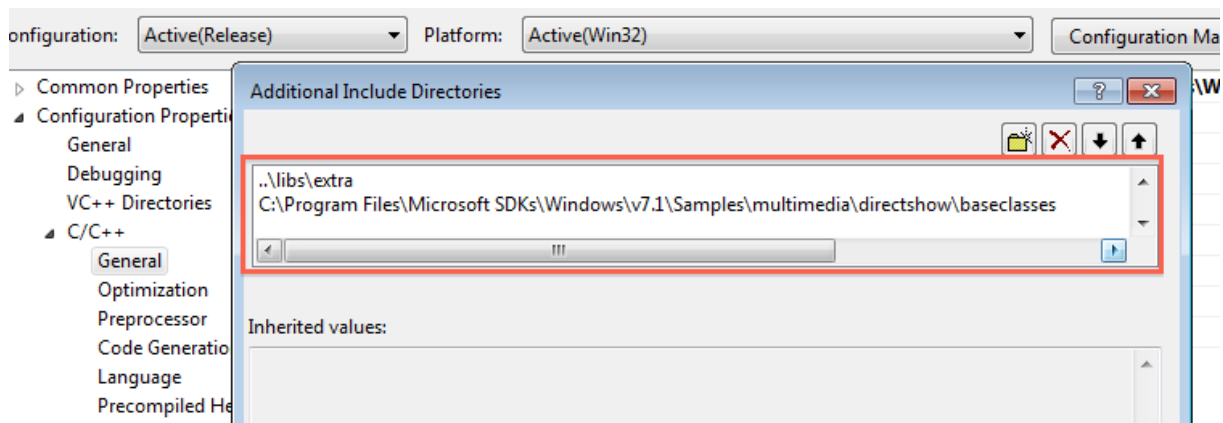 onfiguration: Active(Release) Platform: Active(Win32) Configuration Ma
Common Properties
Configuration Properti
General
Debugging
VC++ Directories
C/C++
General
Optimization
Preprocessor
Code Generatio
Language
Precompiled He
Additional Include Directories
..\libs\extra
C:\Program Files\Microsoft SDKs\Windows\v7.1\Samples\multimedia\directshow\baseclasses
Inherited values:
\W